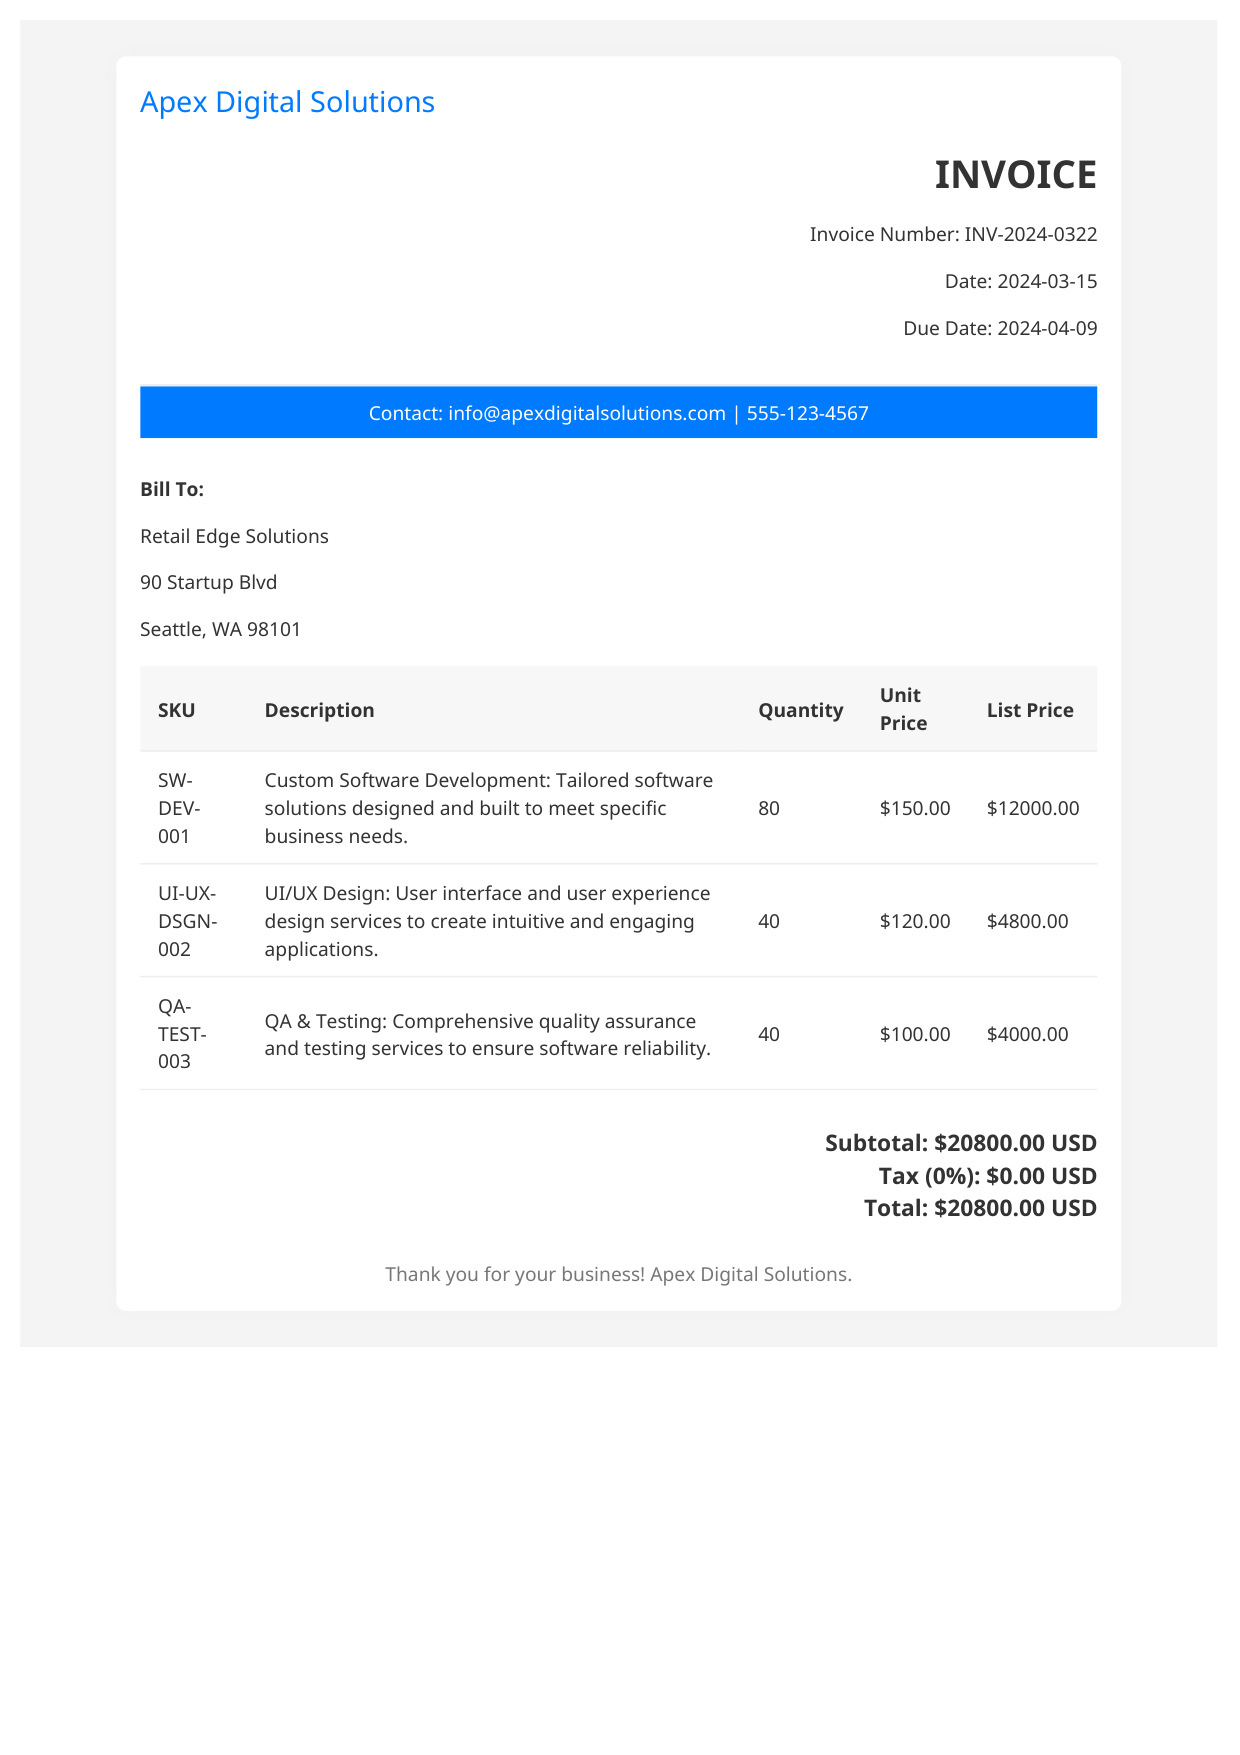 Apex Digital Solutions
INVOICE
Invoice Number: INV-2024-0322
Date: 2024-03-15
Due Date: 2024-04-09
Contact: info@apexdigitalsolutions.com | 555-123-4567
Bill To:
Retail Edge Solutions
90 Startup Blvd
Seattle, WA 98101
SKU Description Quantity Unit Price List Price
SW-
DEV-
001
Custom Software Development: Tailored software
solutions designed and built to meet specific
business needs.
80 $150.00 $12000.00
UI-UX-
DSGN-
002
UI/UX Design: User interface and user experience
design services to create intuitive and engaging
applications.
40 $120.00 $4800.00
QA-
TEST-
003
QA & Testing: Comprehensive quality assurance
and testing services to ensure software reliability.
40 $100.00 $4000.00
Subtotal: $20800.00 USD
Tax (0%): $0.00 USD
Total: $20800.00 USD
Thank you for your business! Apex Digital Solutions.